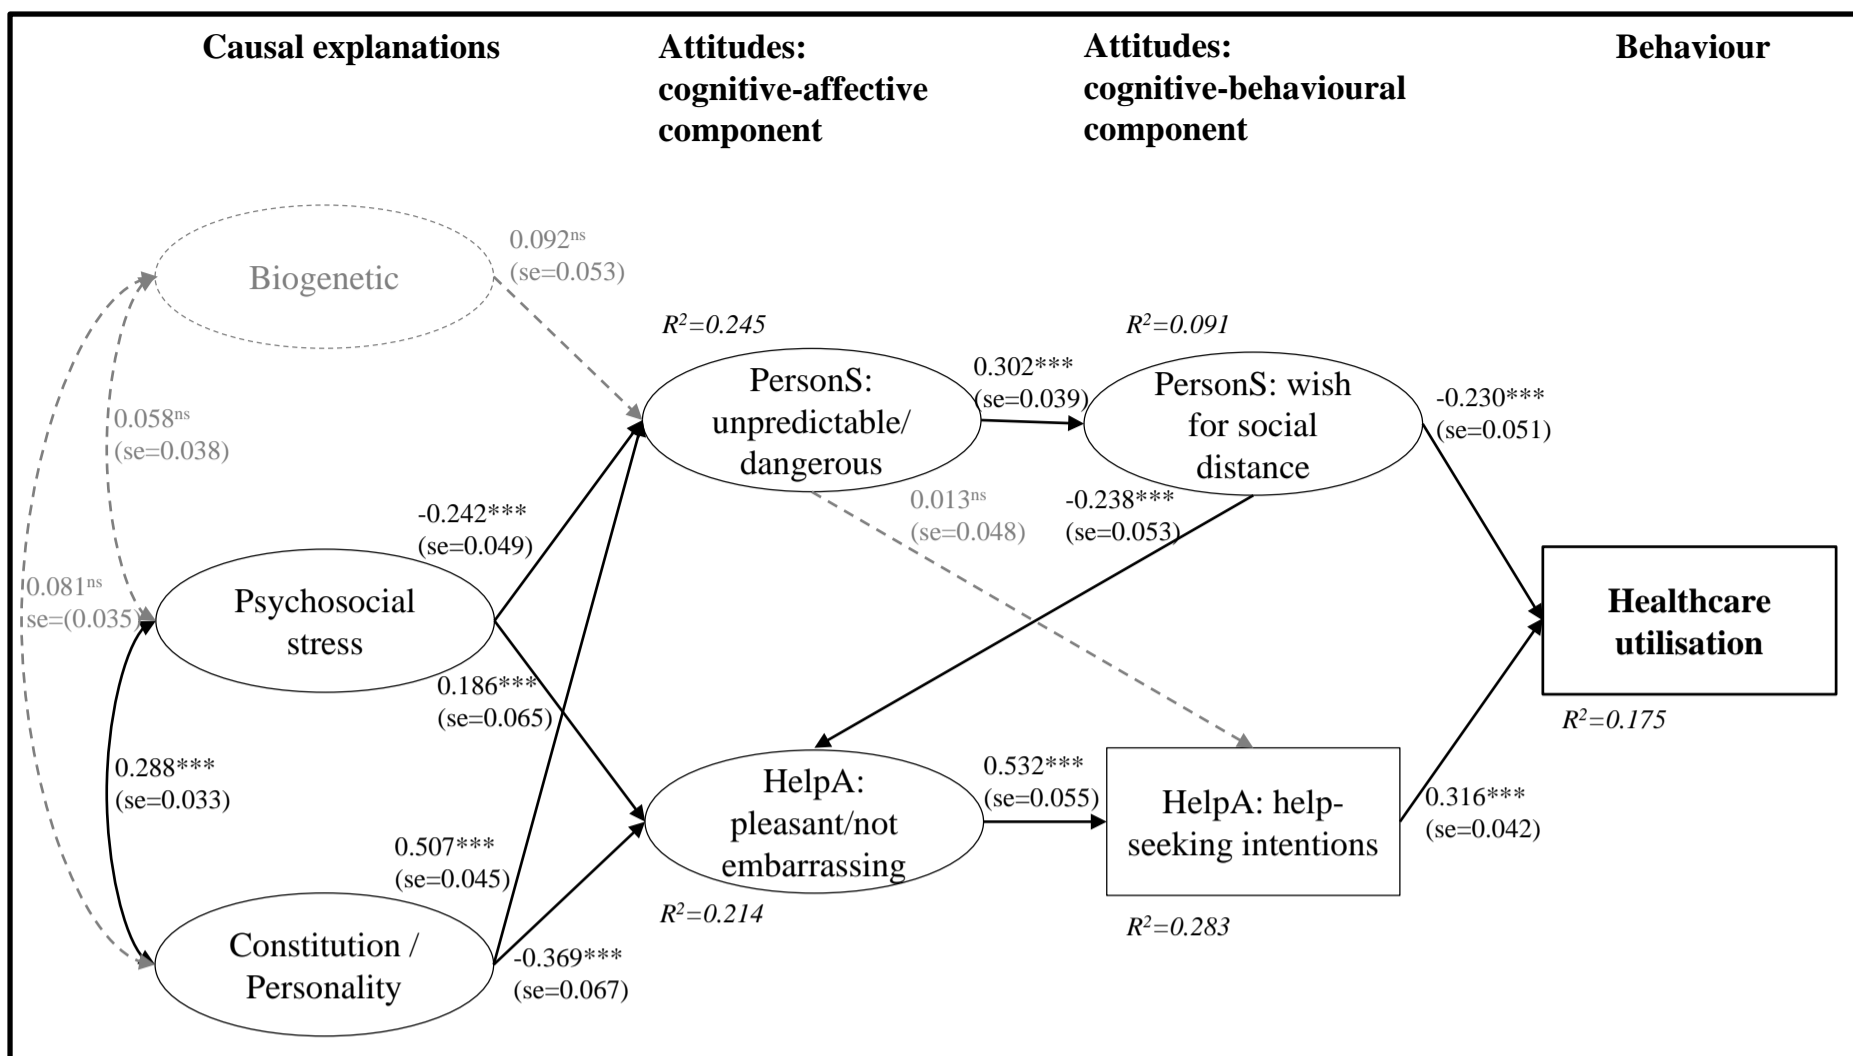 Causal explanations
Attitudes:
cognitive-affective
component
Attitudes:
cognitive-behavioural
component
Behaviour
Biogenetic
0.092ns
(se=0.053)
R2=0.245
R2=0.091
PersonS:
unpredictable/
dangerous
0.302***
(se=0.039)
PersonS: wish
for social
distance
-0.230***
(se=0.051)
0.058ns
(se=0.038)
-0.242***
(se=0.049)
0.013ns
(se=0.048)
-0.238***
(se=0.053)
0.081ns
se=(0.035)
Psychosocial
stress
Healthcare
utilisation
R2=0.175
0.186***
(se=0.065)
0.288***
(se=0.033)
HelpA:
pleasant/not
embarrassing
0.532***
(se=0.055)
HelpA: help-
seeking intentions
0.316***
(se=0.042)
0.507***
(se=0.045)
R2=0.214
R2=0.283
Constitution /
Personality
-0.369***
(se=0.067)